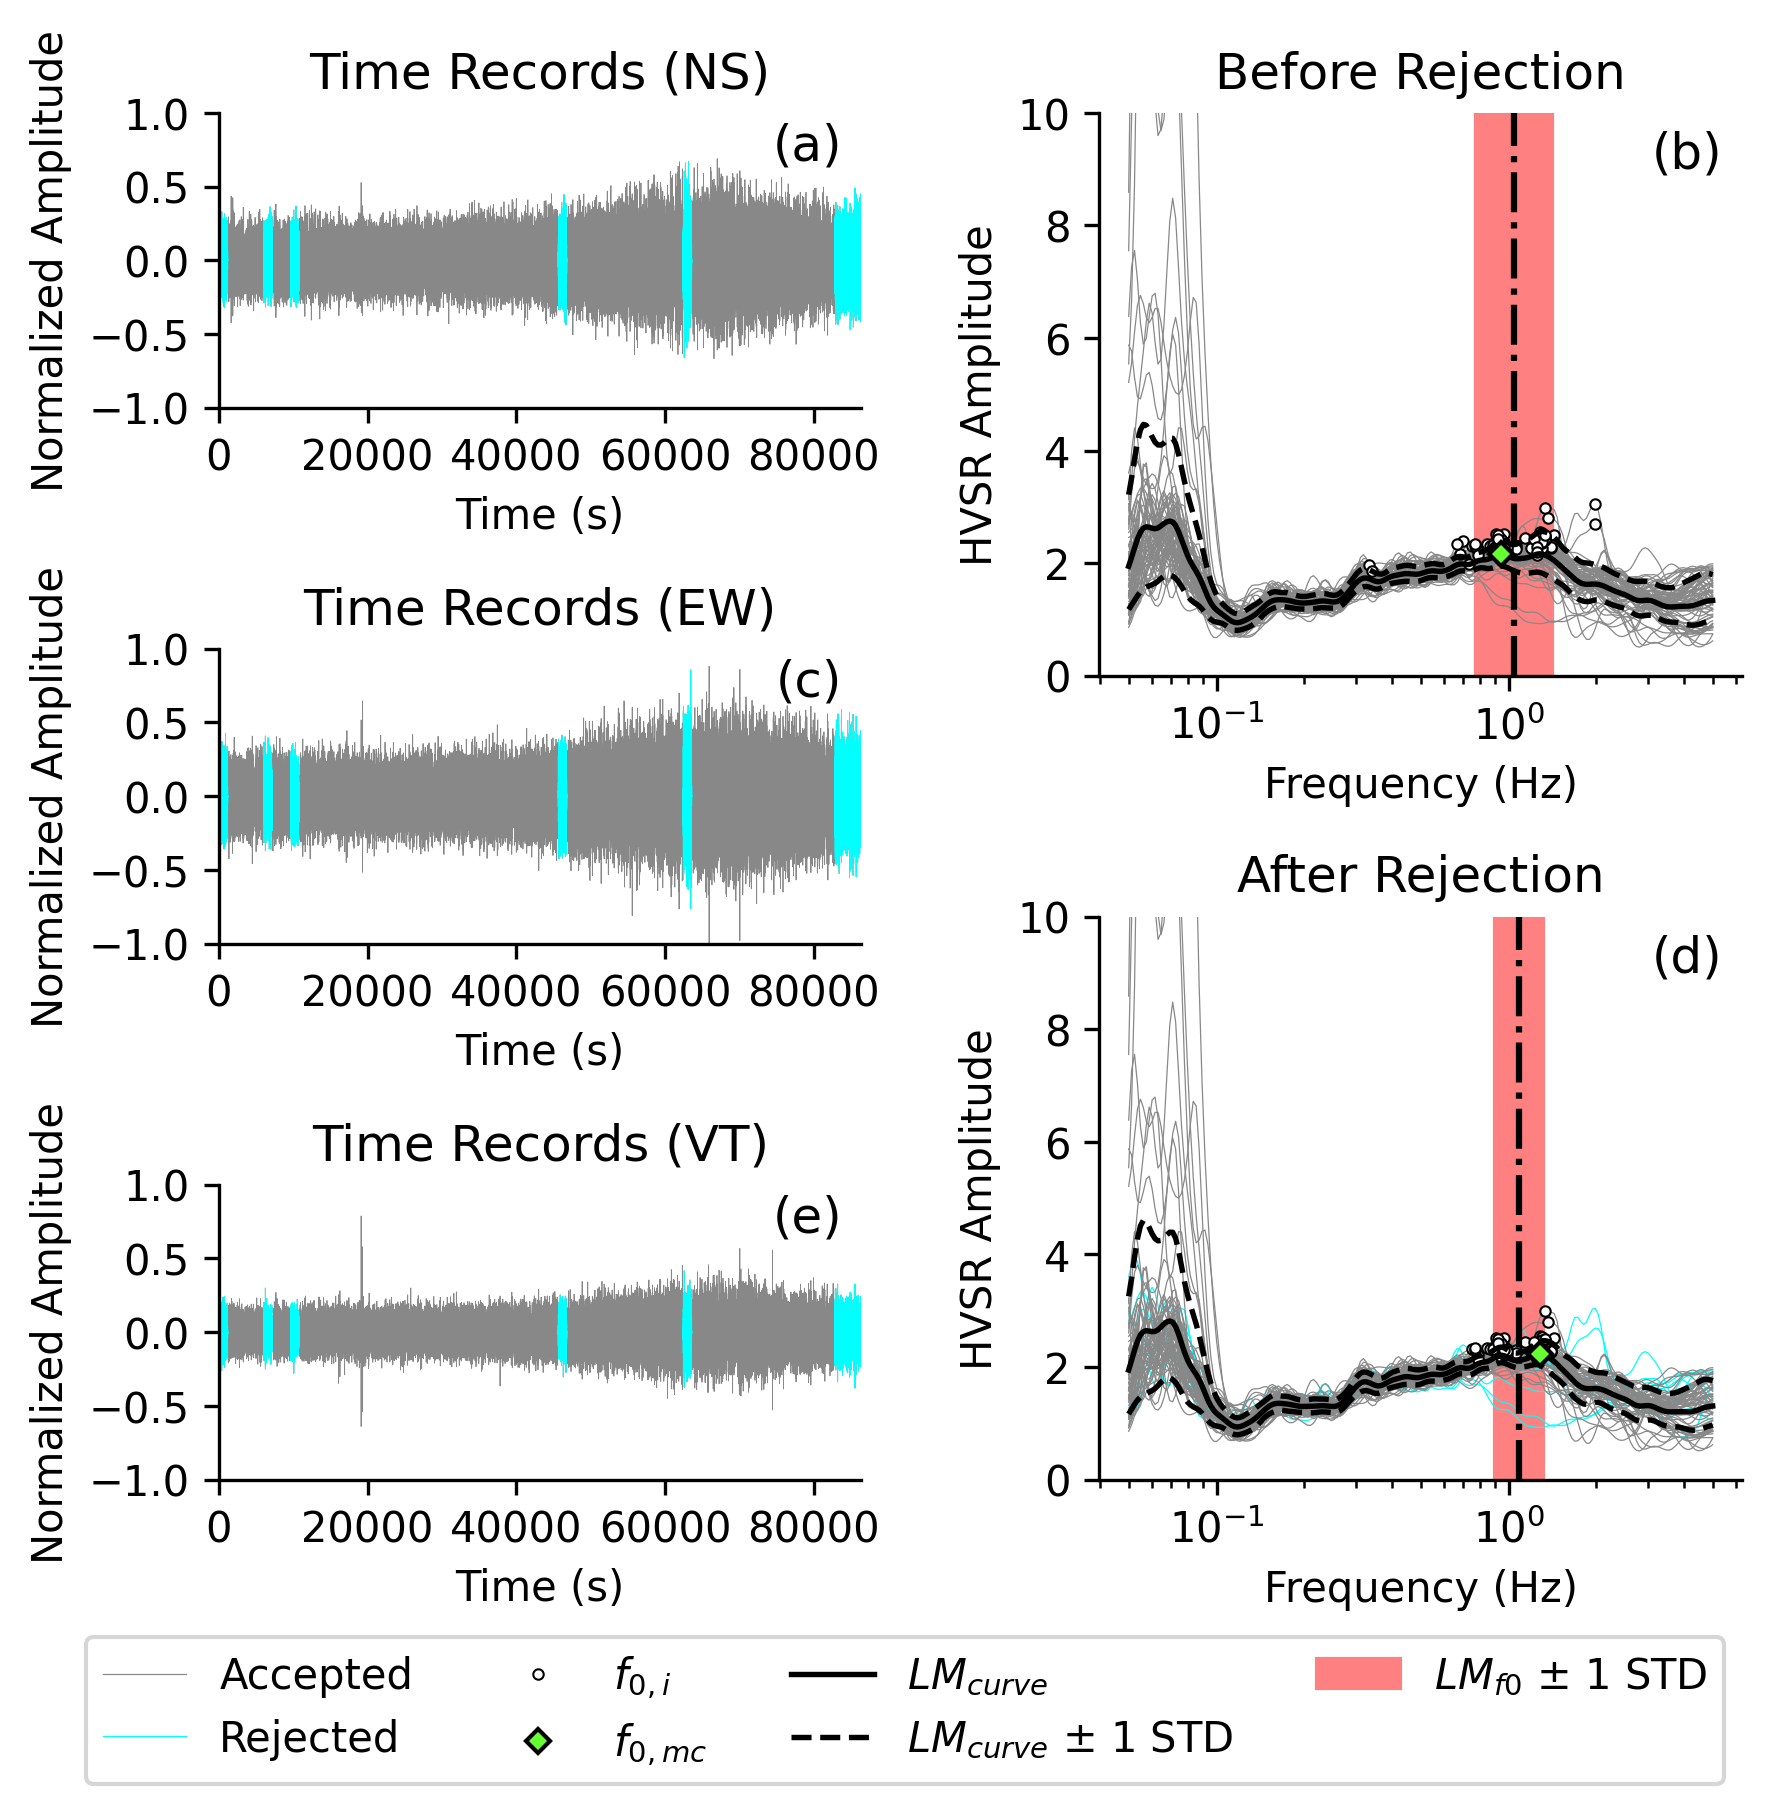 Time Records (NS)
(a)
Normalized Amplitude
1.0
0.5
0.0
−0.5
−1.0
0 20000 40000 60000 80000
Time (s)
Before Rejection
(b)
HVSR Amplitude
10
8
6
4
2
0
10⁻¹ 10⁰
Frequency (Hz)
Time Records (EW)
(c)
Normalized Amplitude
1.0
0.5
0.0
−0.5
−1.0
0 20000 40000 60000 80000
Time (s)
After Rejection
(d)
HVSR Amplitude
10
8
6
4
2
0
10⁻¹ 10⁰
Frequency (Hz)
Time Records (VT)
(e)
Normalized Amplitude
1.0
0.5
0.0
−0.5
−1.0
0 20000 40000 60000 80000
Time (s)
Accepted
Rejected
f0,i
f0,mc
LMcurve
LMcurve ± 1 STD
LMf0 ± 1 STD